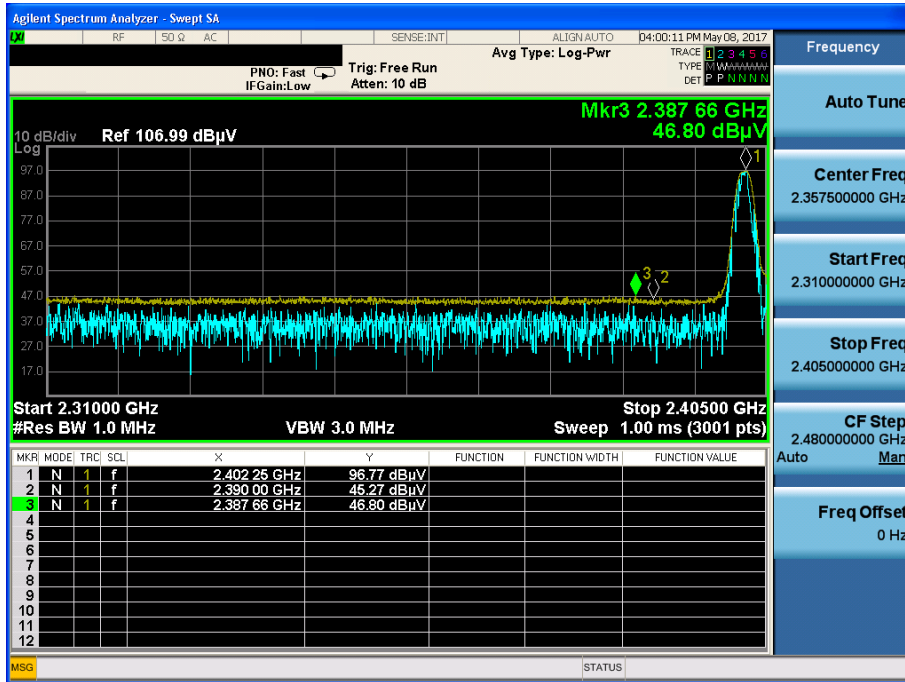 Agilent Spectrum Analyzer - Swept SA
LXI RF 50 Ω AC SENSE:INT ALIGN AUTO 04:00:11 PM May 08, 2017
Avg Type: Log-Pwr
TRACE 1 2 3 4 5 6
PNO: Fast Trig: Free Run TYPE M W W W W W
IFGain:Low Atten: 10 dB DET P P N N N N
Mkr3 2.387 66 GHz
46.80 dBµV
10 dB/div Ref 106.99 dBµV
Log
97.0
87.0
77.0
67.0
57.0
47.0
37.0
27.0
17.0
1
3 2
Start 2.31000 GHz Stop 2.40500 GHz
#Res BW 1.0 MHz VBW 3.0 MHz Sweep 1.00 ms (3001 pts)
MKR MODE TRC SCL X Y FUNCTION FUNCTION WIDTH FUNCTION VALUE
1 N 1 f 2.402 25 GHz 96.77 dBµV
2 N 1 f 2.390 00 GHz 45.27 dBµV
3 N 1 f 2.387 66 GHz 46.80 dBµV
4
5
6
7
8
9
10
11
12
MSG STATUS
Frequency
Auto Tune
Center Freq
2.357500000 GHz
Start Freq
2.310000000 GHz
Stop Freq
2.405000000 GHz
CF Step
2.480000000 GHz
Auto Man
Freq Offset
0 Hz